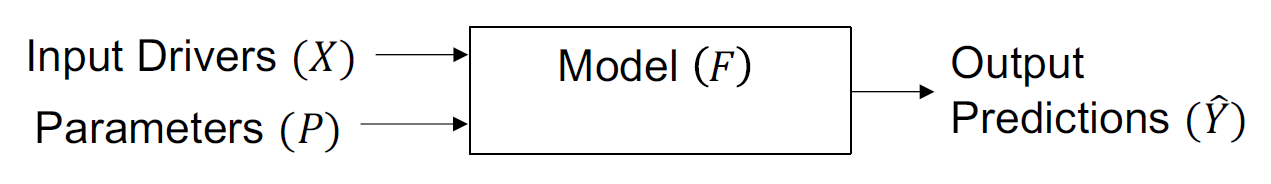 Input Drivers (X)
Parameters (P)
Model (F)
Output
Predictions (Ŷ)